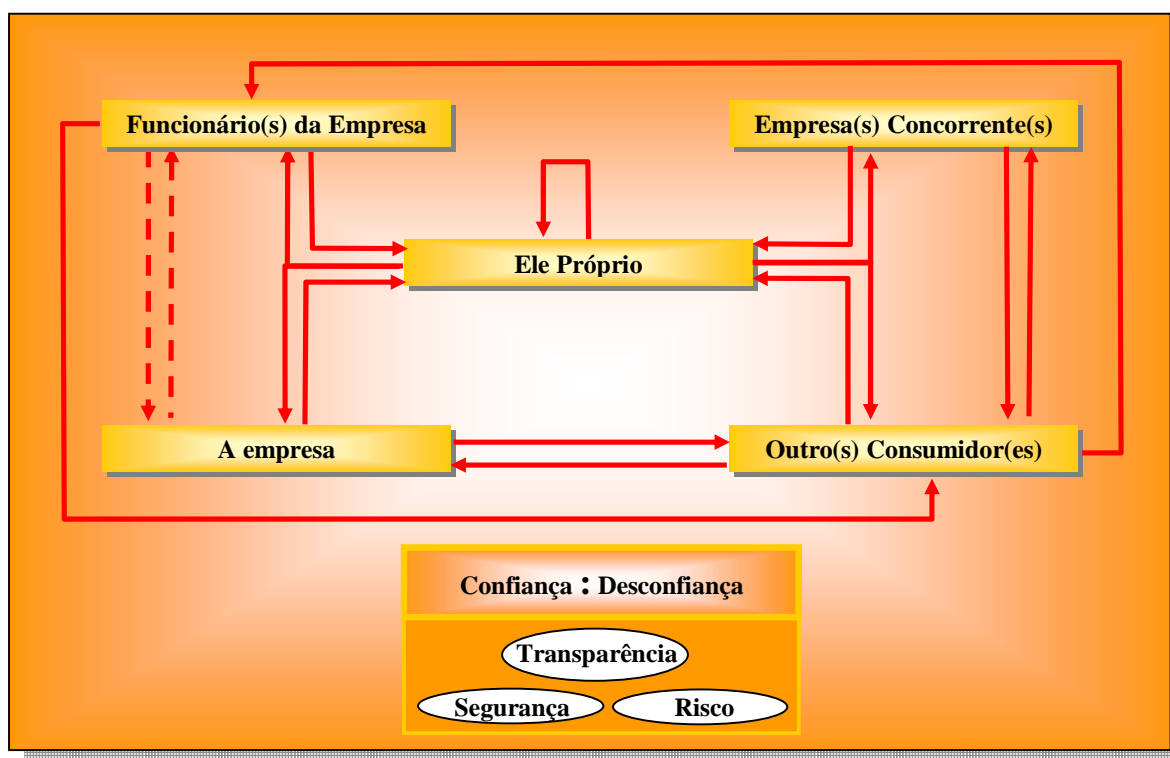 Funcionário(s) da Empresa
Empresa(s) Concorrente(s)
Ele Próprio
A empresa
Outro(s) Consumidor(es)
Confiança : Desconfiança
Transparência
Segurança
Risco